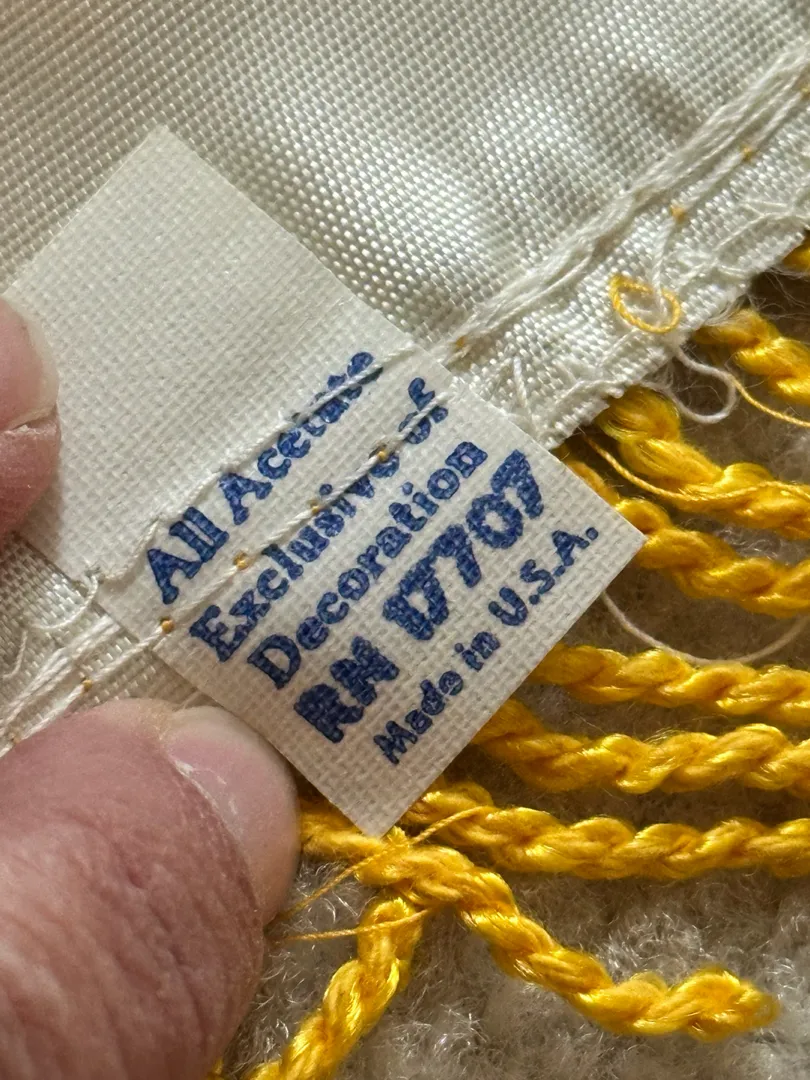 All Acetate
Exclusive of
Decoration
RN 17707
Made in U.S.A.